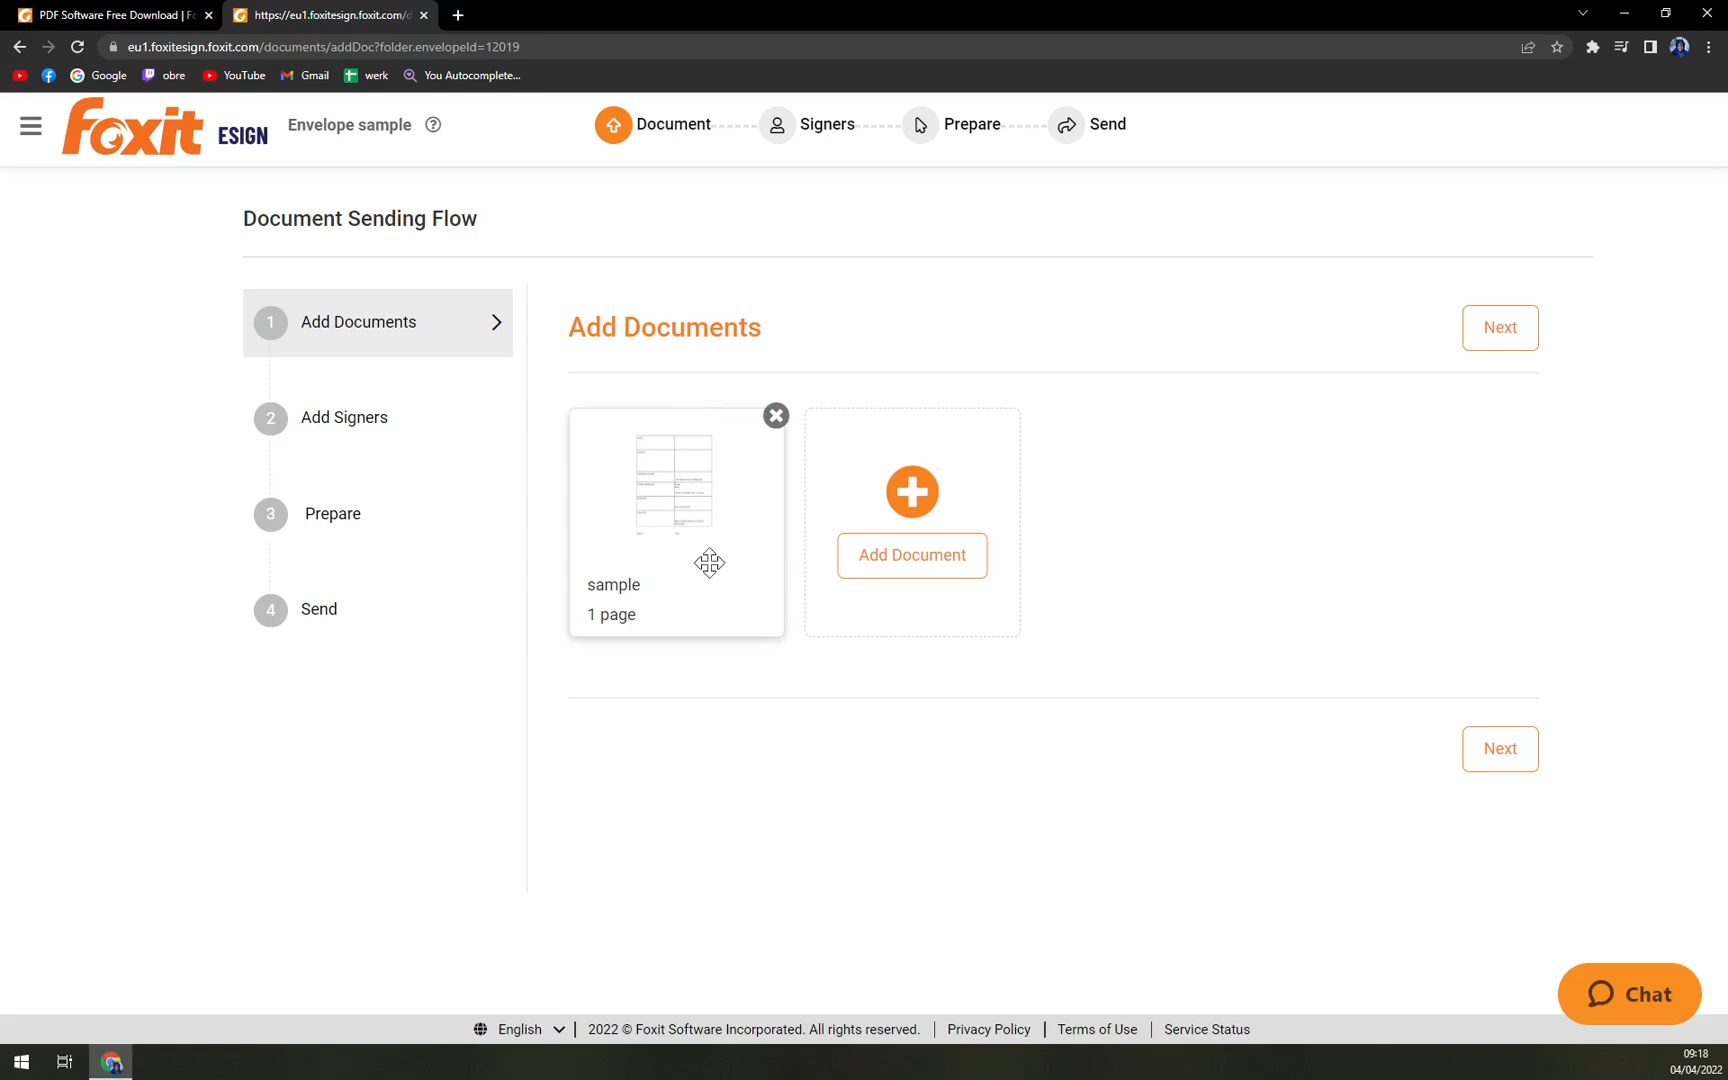 PDF Software Free Download | Fo
https://eu1.foxitesign.foxit.com/d
eu1.foxitesign.foxit.com/documents/addDoc?folder.envelopeId=12019
Google
obre
YouTube
Gmail
werk
You Autocomplete...
foxit ESIGN
Envelope sample ?
Document
Signers
Prepare
Send
Document Sending Flow
1 Add Documents
2 Add Signers
3 Prepare
4 Send
Add Documents
Next
sample
1 page
Add Document
Next
Chat
English
2022 © Foxit Software Incorporated. All rights reserved.
Privacy Policy
Terms of Use
Service Status
09:18
04/04/2022